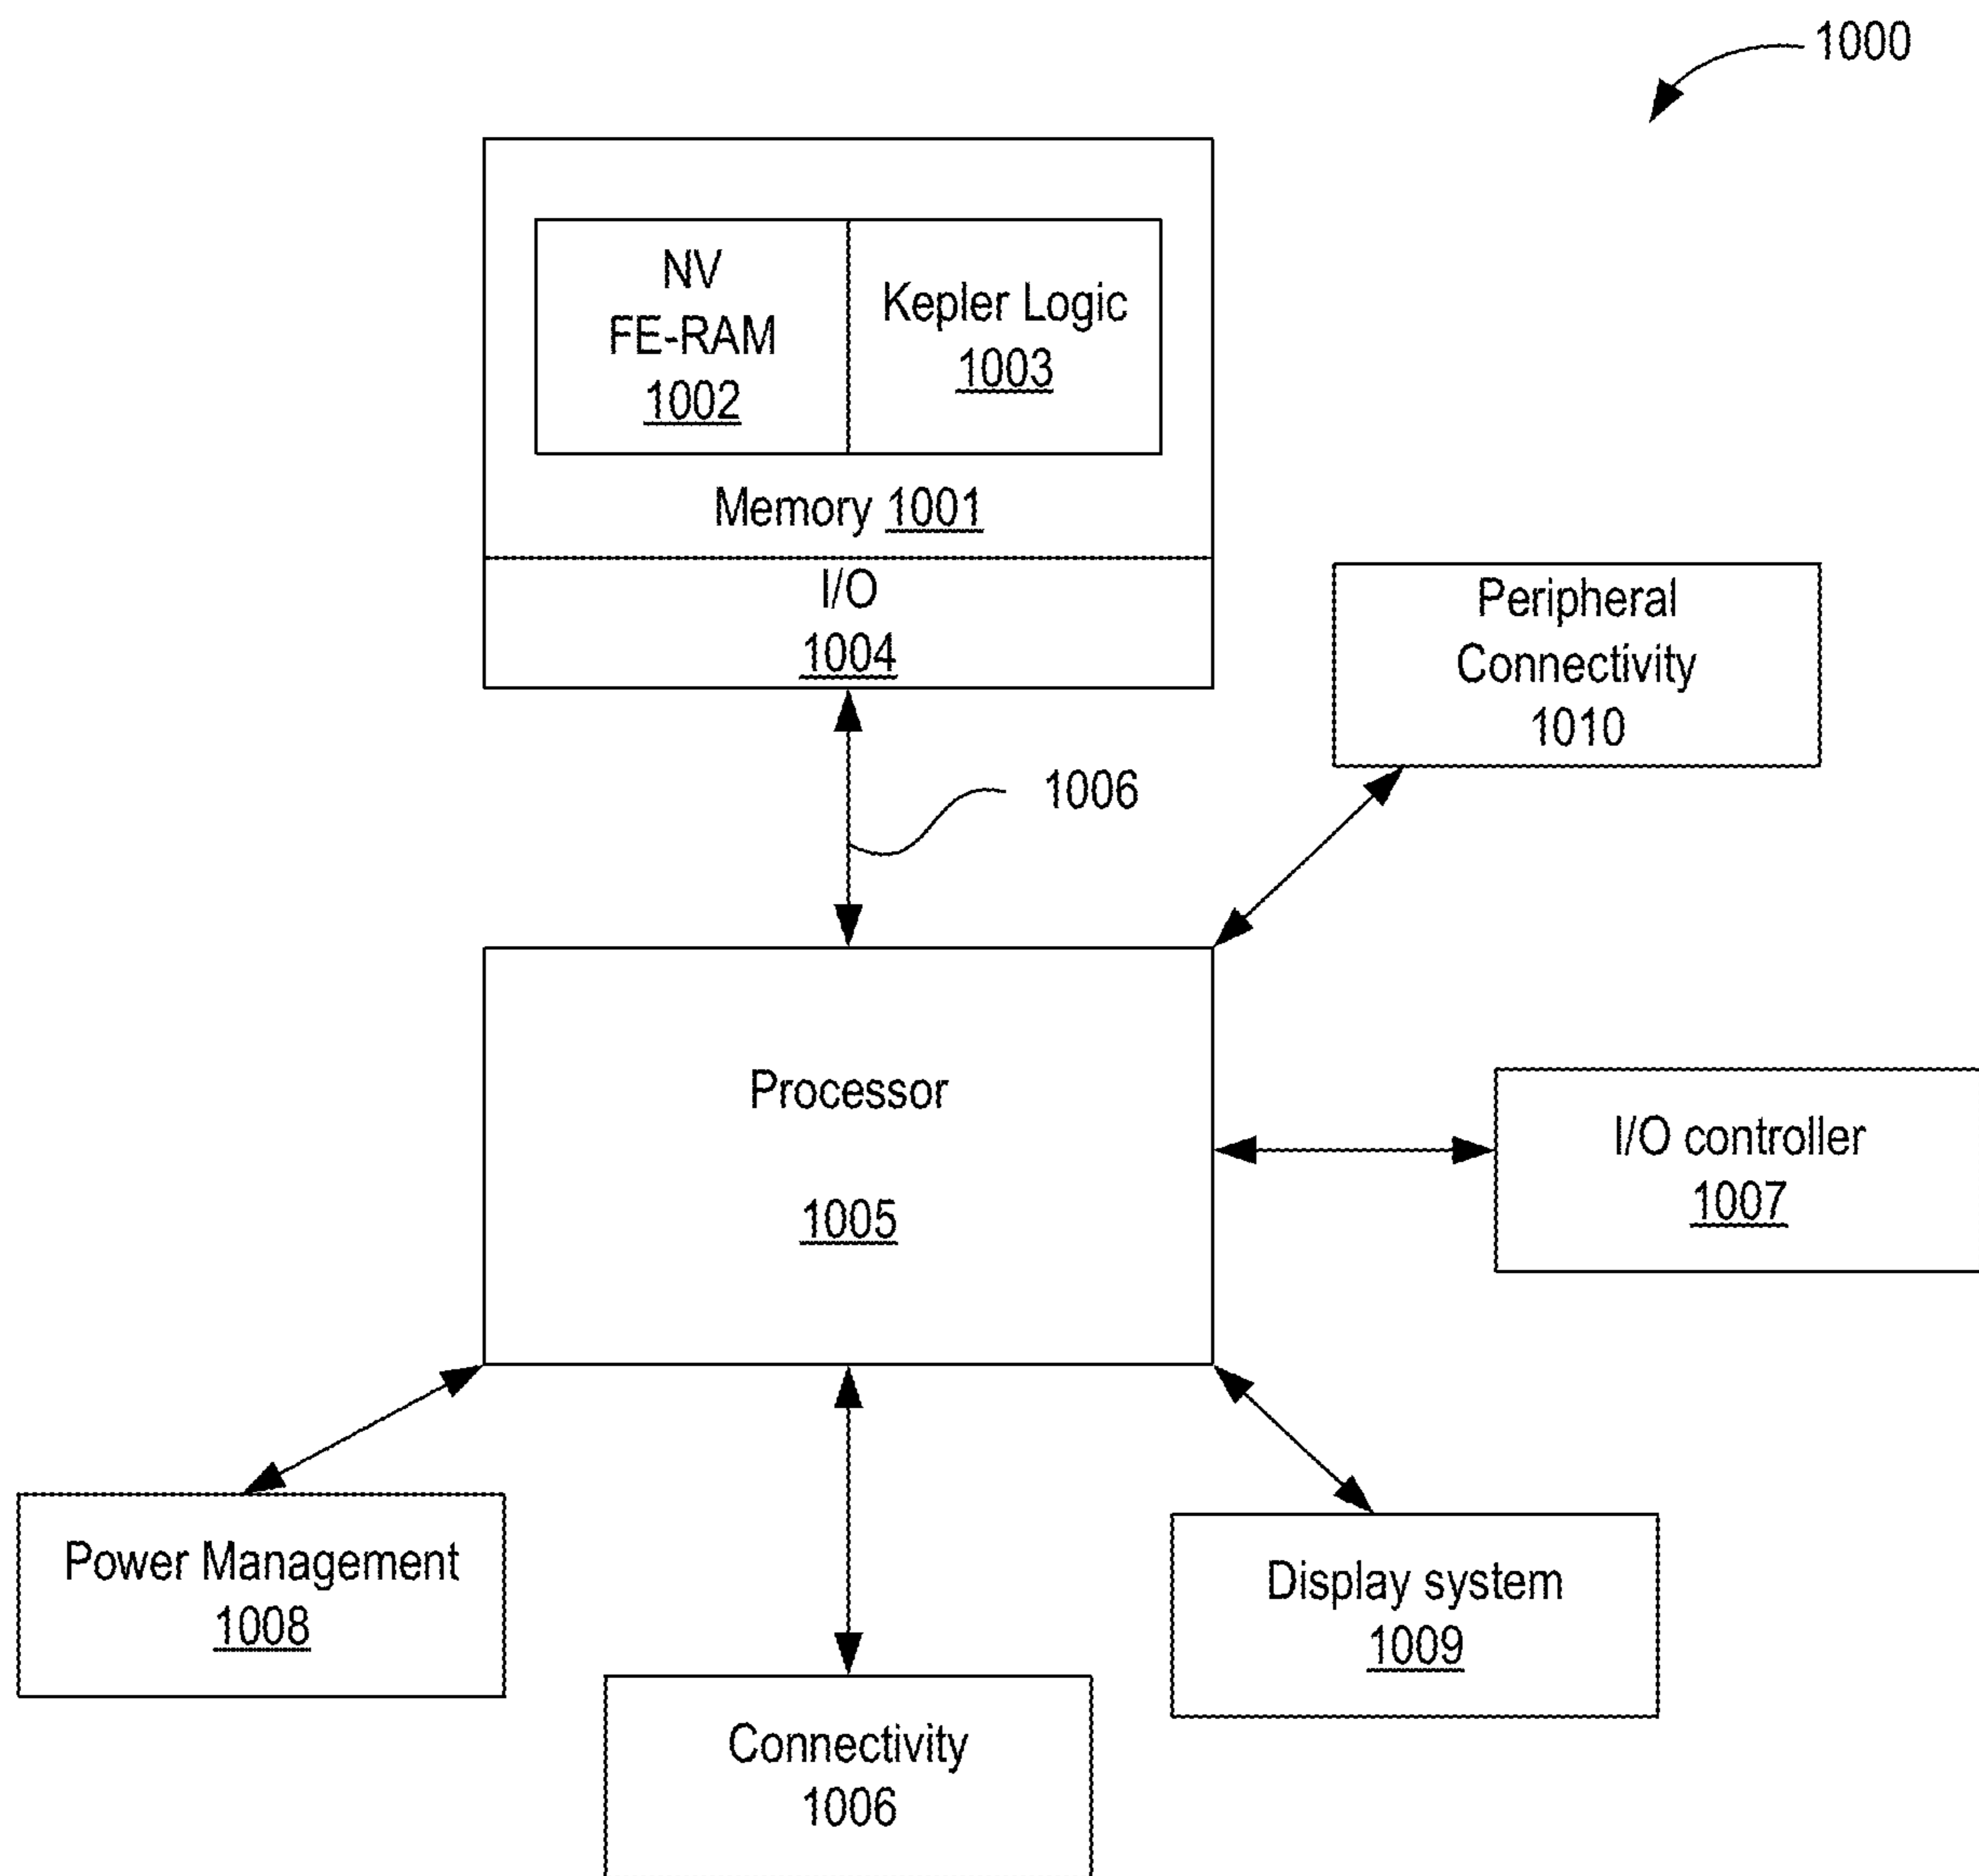 1000
NV
FE-RAM
1002
Kepler Logic
1003
Memory 1001
I/O
1004
Peripheral
Connectivity
1010
1006
Processor
1005
I/O controller
1007
Power Management
1008
Display system
1009
Connectivity
1006